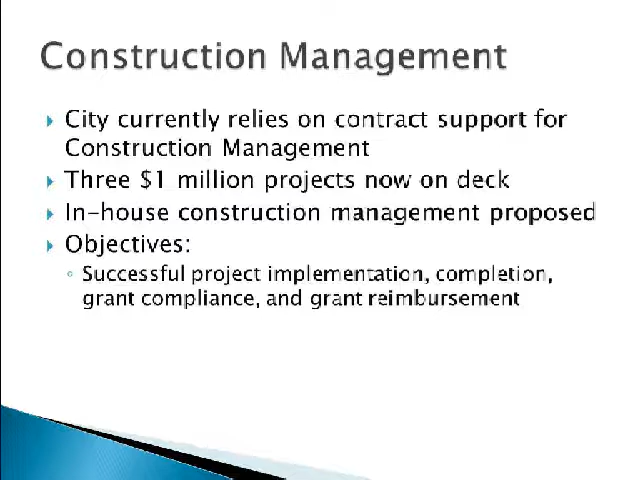 Construction Management
City currently relies on contract support for
Construction Management
Three $1 million projects now on deck
In-house construction management proposed
Objectives:
Successful project implementation, completion,
grant compliance, and grant reimbursement